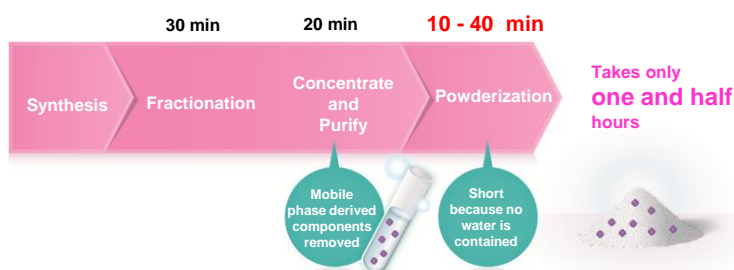 30 min
20 min
10 - 40 min
Synthesis
Fractionation
Concentrate
and
Purify
Powderization
Takes only
one and half
hours
Mobile
phase derived
components
removed
Short
because no
water is
contained